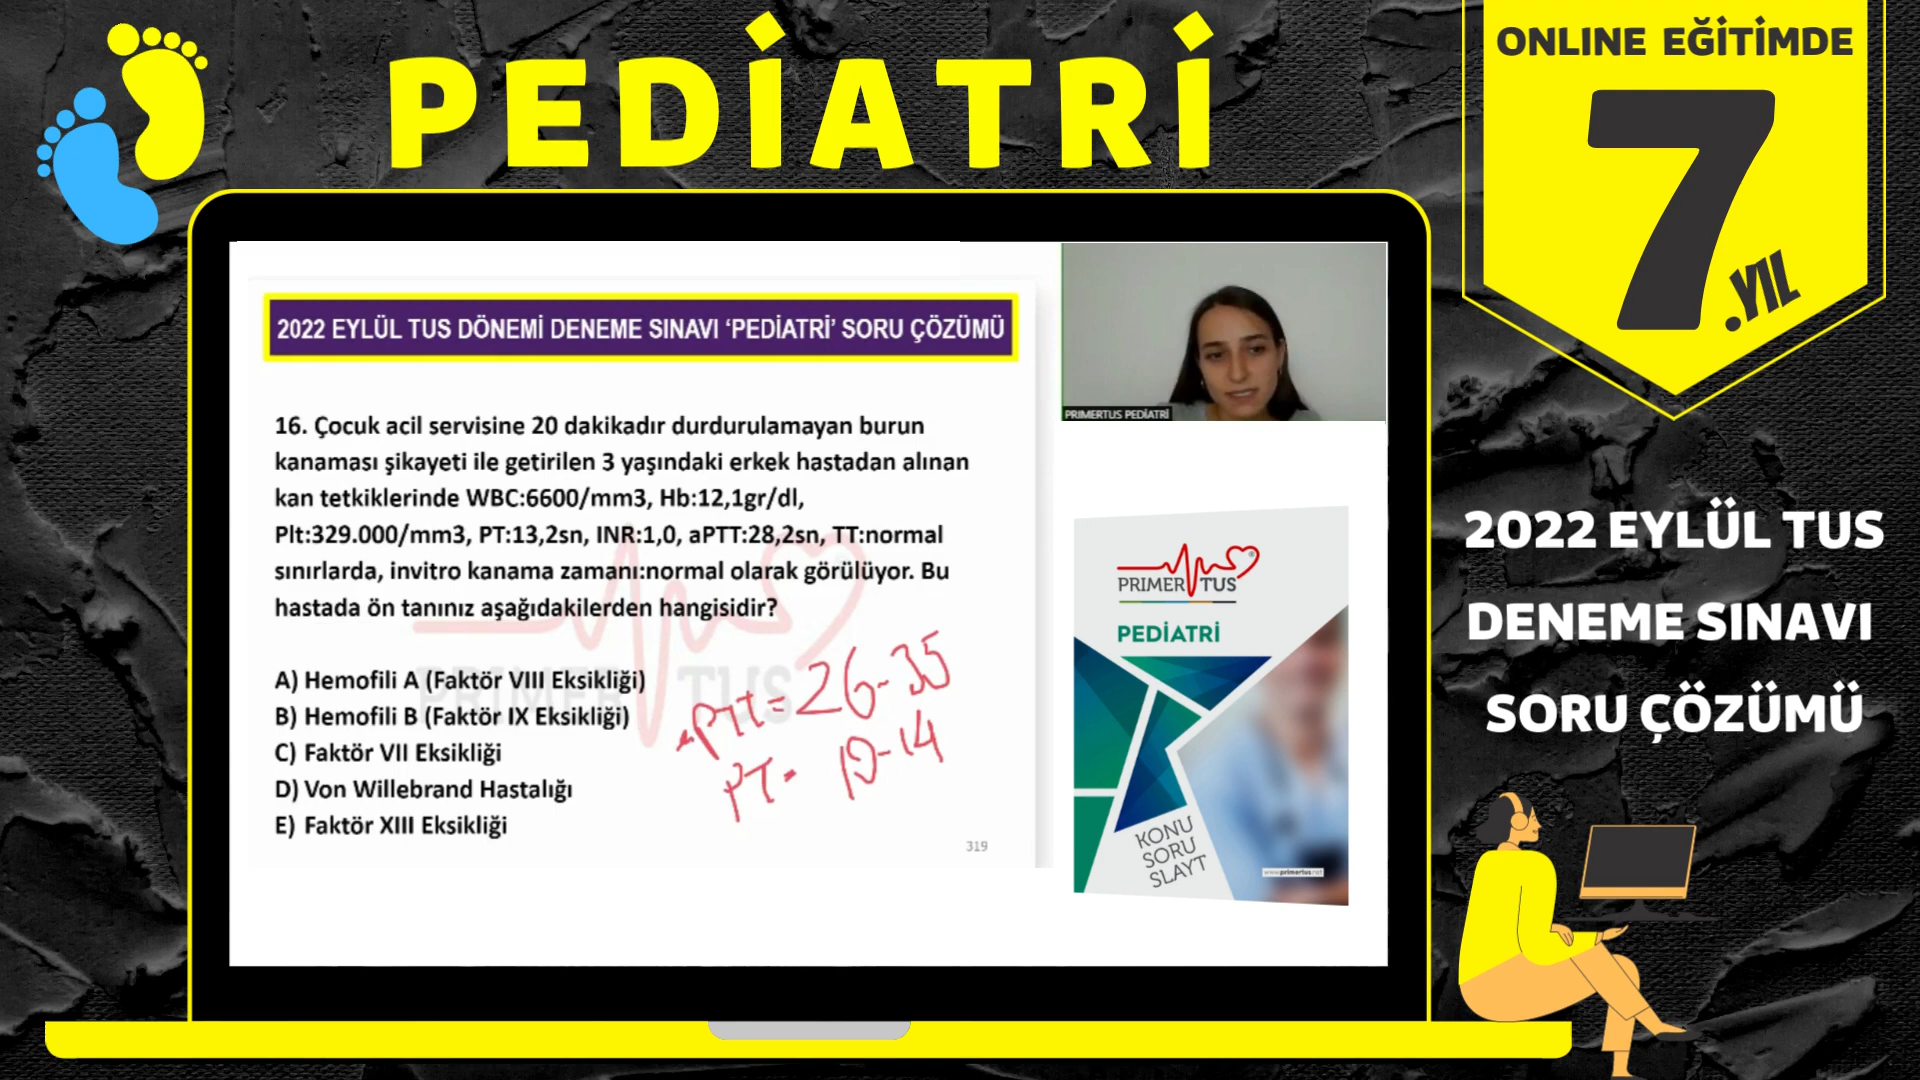 PEDİATRİ
ONLINE EĞİTİMDE
7
.YIL
2022 EYLÜL TUS DÖNEMİ DENEME SINAVI ‘PEDİATRİ’ SORU ÇÖZÜMÜ
16. Çocuk acil servisine 20 dakikadır durdurulamayan burun
kanaması şikayeti ile getirilen 3 yaşındaki erkek hastadan alınan
kan tetkiklerinde WBC:6600/mm3, Hb:12,1gr/dl,
Plt:329.000/mm3, PT:13,2sn, INR:1,0, aPTT:28,2sn, TT:normal
sınırlarda, invitro kanama zamanı:normal olarak görülüyor. Bu
hastada ön tanınız aşağıdakilerden hangisidir?
A) Hemofili A (Faktör VIII Eksikliği)
B) Hemofili B (Faktör IX Eksikliği)
C) Faktör VII Eksikliği
D) Von Willebrand Hastalığı
E) Faktör XIII Eksikliği
aPTT= 26-35
PT= 10-14
PRIMER TUS
319
PRIMERTUS PEDİATRİ
PRIMER TUS
PEDİATRİ
KONU
SORU
SLAYT
www.primertus.net
2022 EYLÜL TUS
DENEME SINAVI
SORU ÇÖZÜMÜ